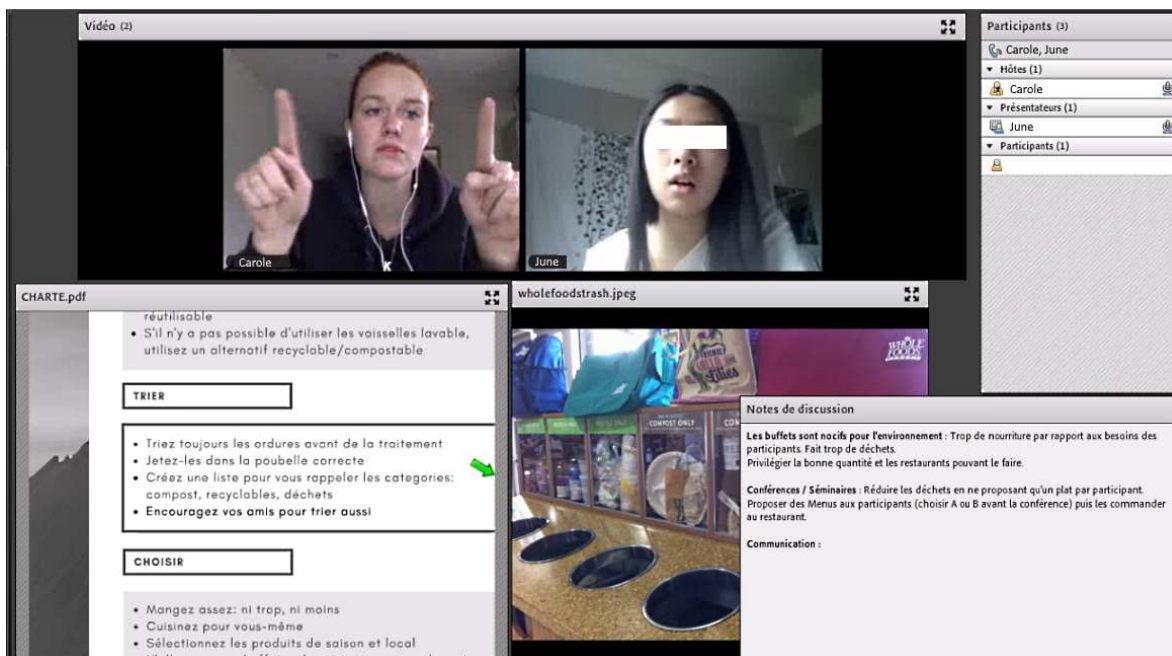 Vidéo (2)
Carole
June
Participants (3)
Carole, June
Hôtes (1)
Carole
Présentateurs (1)
June
Participants (1)
CHARTE.pdf
réutilisable
• S'il n'y a pas possible d'utiliser les vaisselles lavable,
utilisez un alternatif recyclable/compostable
TRIER
• Triez toujours les ordures avant de la traitement
• Jetez-les dans la poubelle correcte
• Créez une liste pour vous rappeler les categories:
compost, recyclables, déchets
• Encouragez vos amis pour trier aussi
CHOISIR
• Mangez assez: ni trop, ni moins
• Cuisinez pour vous-même
• Sélectionnez les produits de saison et local
wholefoodstrash.jpeg
WHOLE
FOODS
COMPOST ONLY
Notes de discussion
Les buffets sont nocifs pour l'environnement : Trop de nourriture par rapport aux besoins des
participants. Fait trop de déchets.
Privilégier la bonne quantité et les restaurants pouvant le faire.
Conférences / Séminaires : Réduire les déchets en ne proposant qu'un plat par participant.
Proposer des Menus aux participants (choisir A ou B avant la conférence) puis les commander
au restaurant.
Communication :